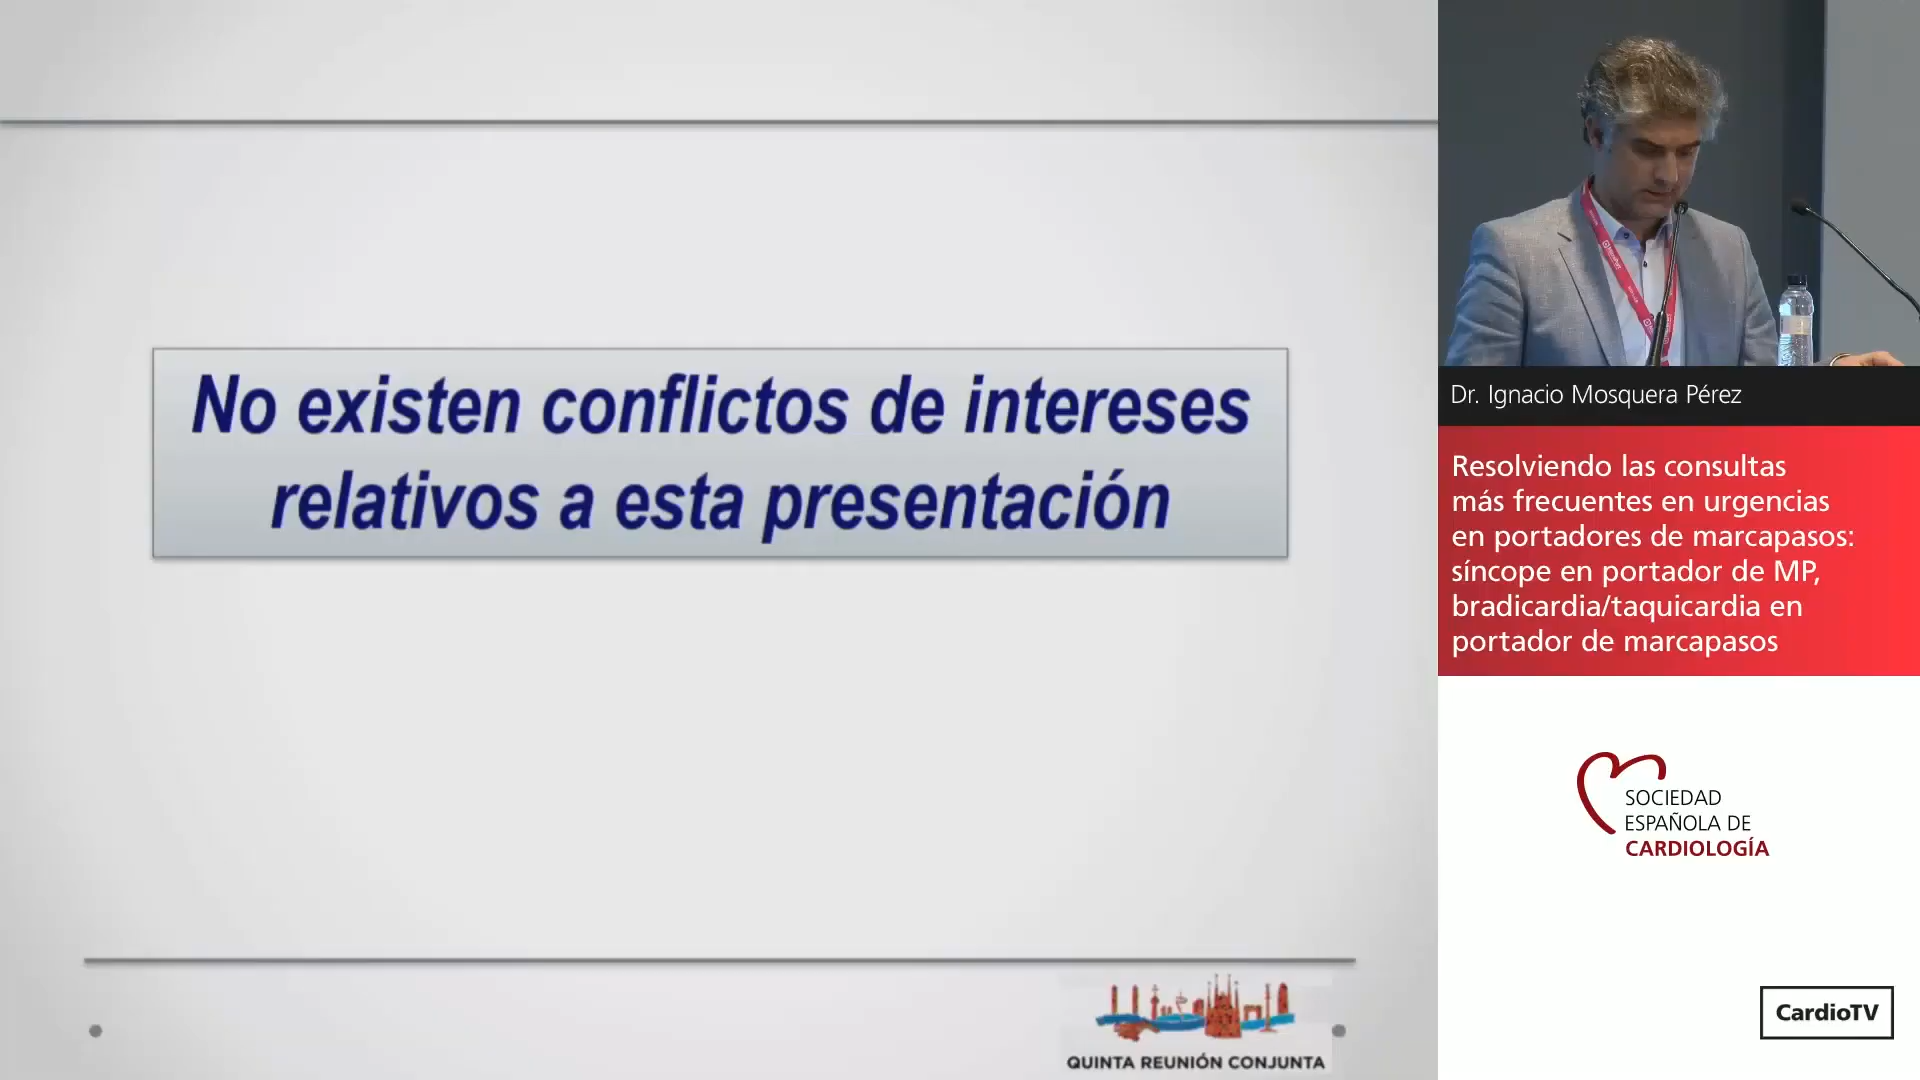 No existen conflictos de intereses
relativos a esta presentación
QUINTA REUNIÓN CONJUNTA
Dr. Ignacio Mosquera Pérez
Resolviendo las consultas
más frecuentes en urgencias
en portadores de marcapasos:
síncope en portador de MP,
bradicardia/taquicardia en
portador de marcapasos
SOCIEDAD
ESPAÑOLA DE
CARDIOLOGÍA
CardioTV